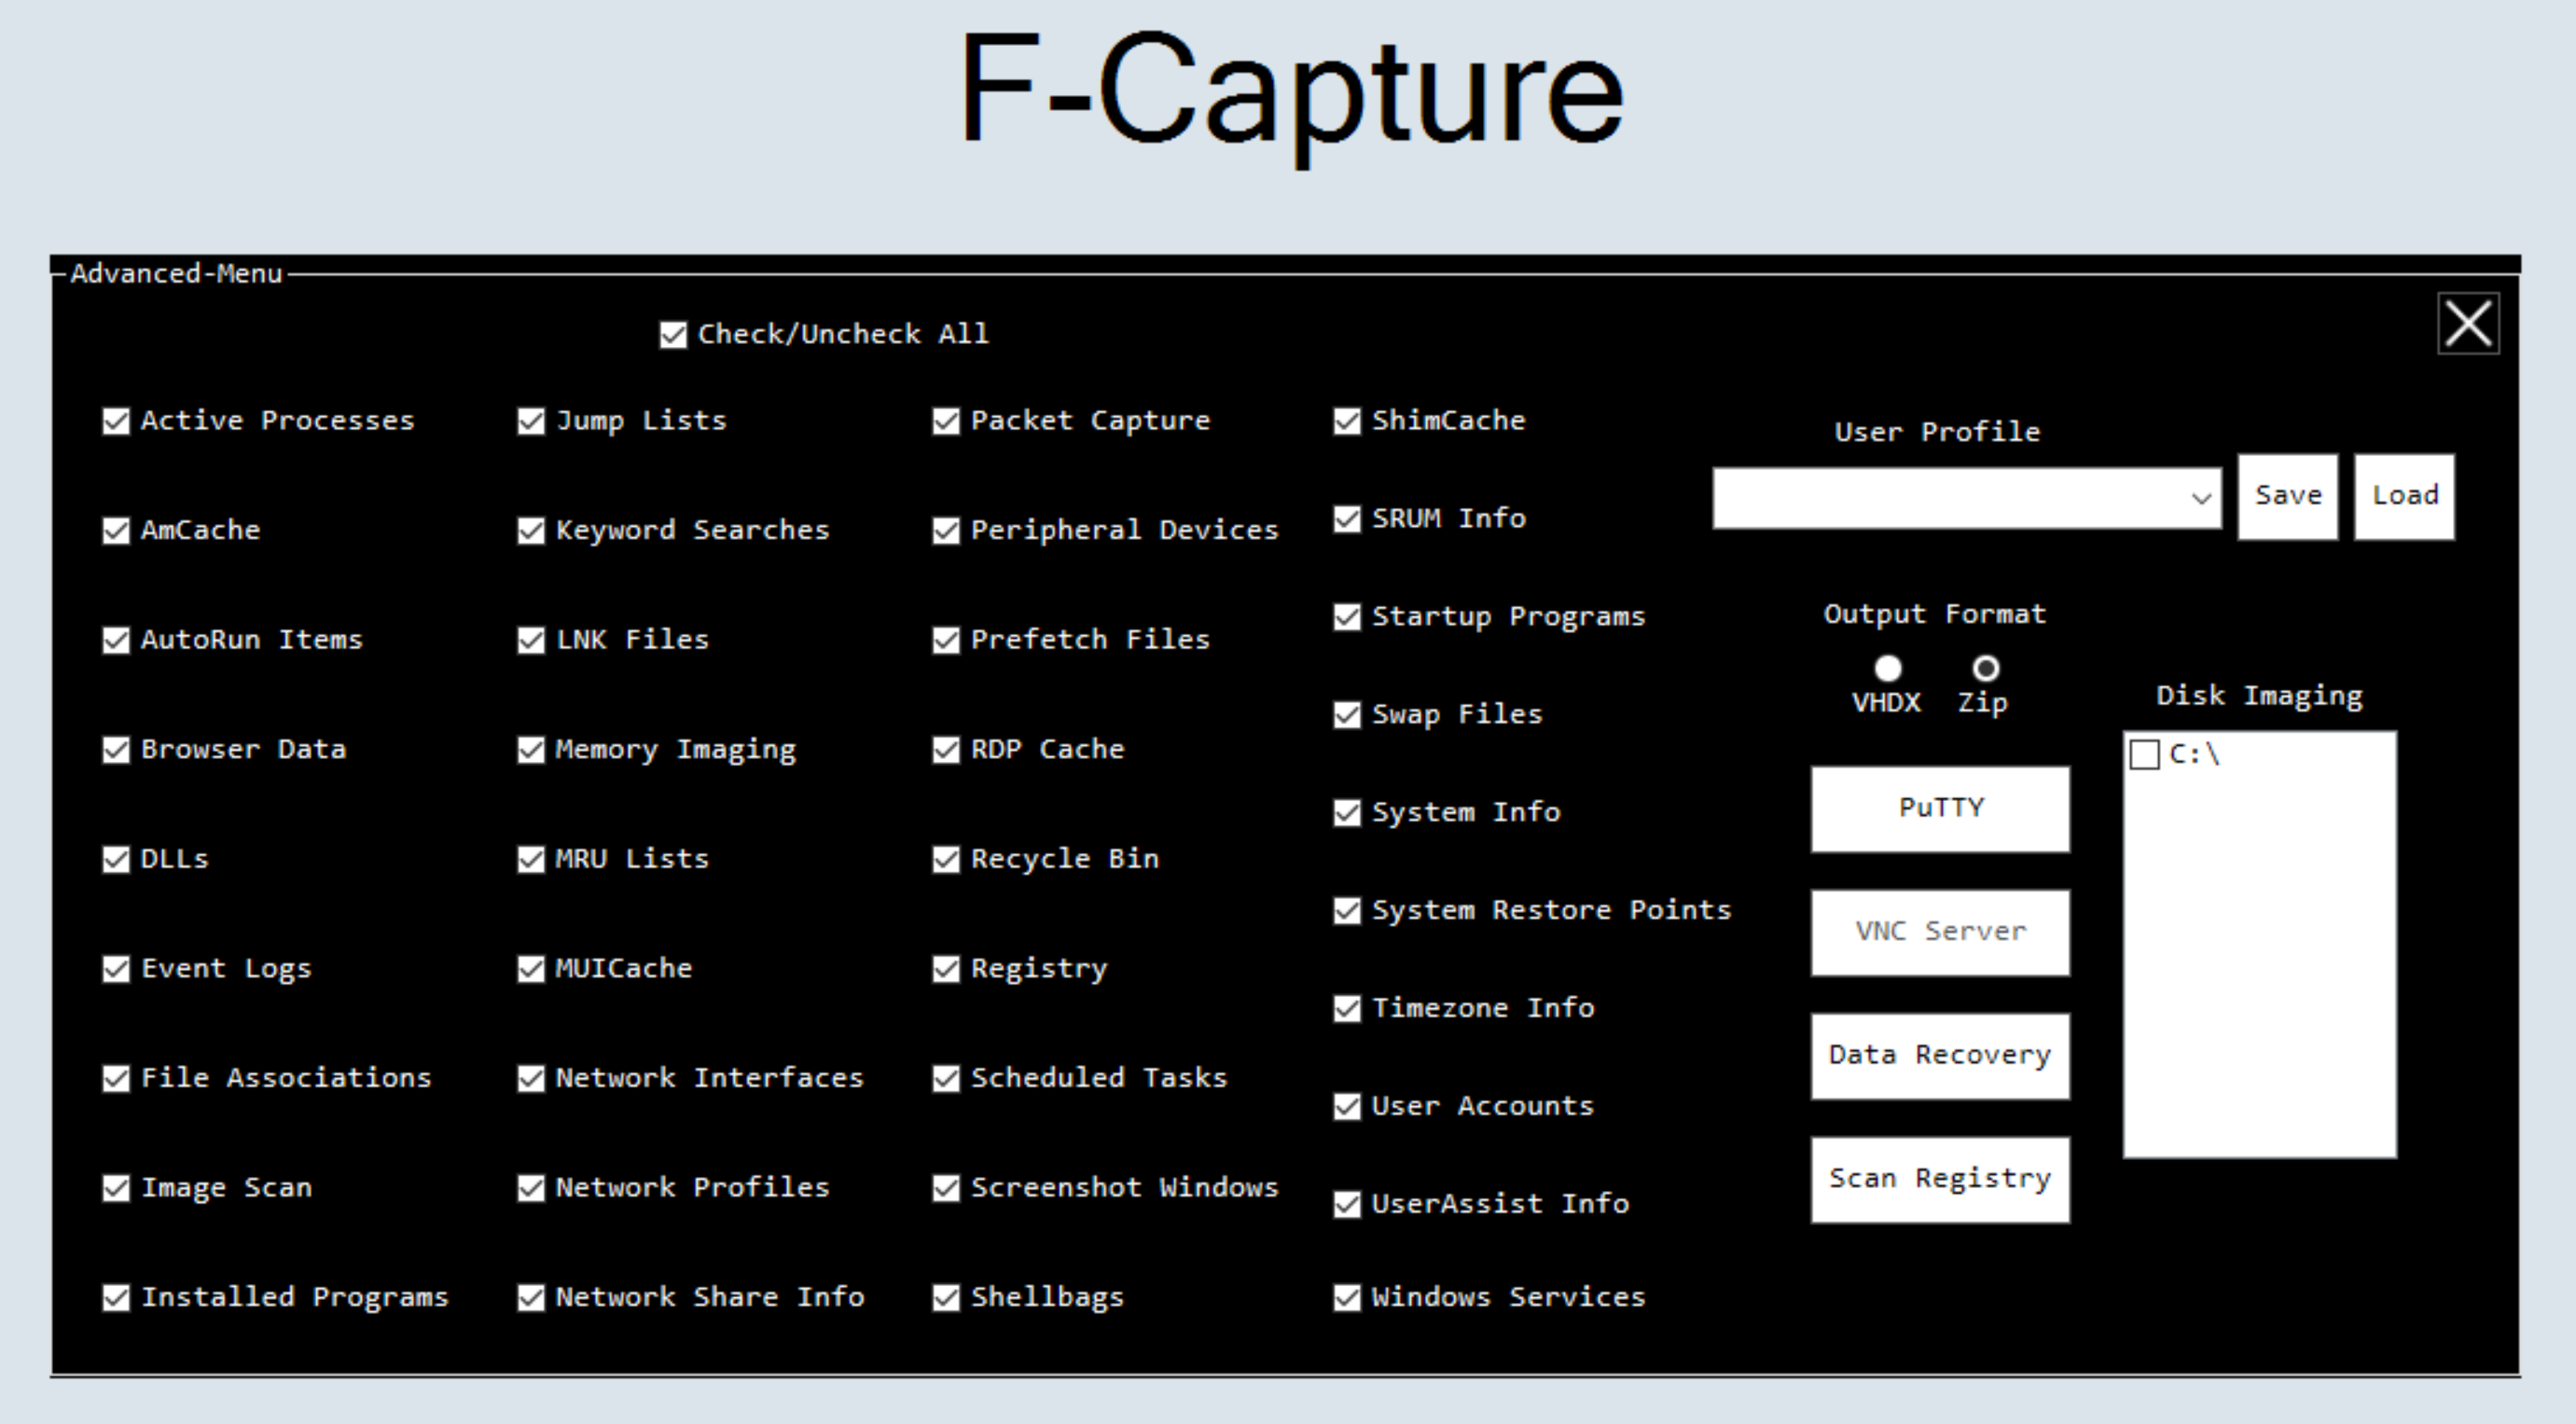 F-Capture
Advanced-Menu
Check/Uncheck All
Active Processes
AmCache
AutoRun Items
Browser Data
DLLs
Event Logs
File Associations
Image Scan
Installed Programs
Jump Lists
Keyword Searches
LNK Files
Memory Imaging
MRU Lists
MUICache
Network Interfaces
Network Profiles
Network Share Info
Packet Capture
Peripheral Devices
Prefetch Files
RDP Cache
Recycle Bin
Registry
Scheduled Tasks
Screenshot Windows
Shellbags
ShimCache
SRUM Info
Startup Programs
Swap Files
System Info
System Restore Points
Timezone Info
User Accounts
UserAssist Info
Windows Services
User Profile
Save Load
Output Format
VHDX Zip
PuTTY
VNC Server
Data Recovery
Scan Registry
Disk Imaging
C:\